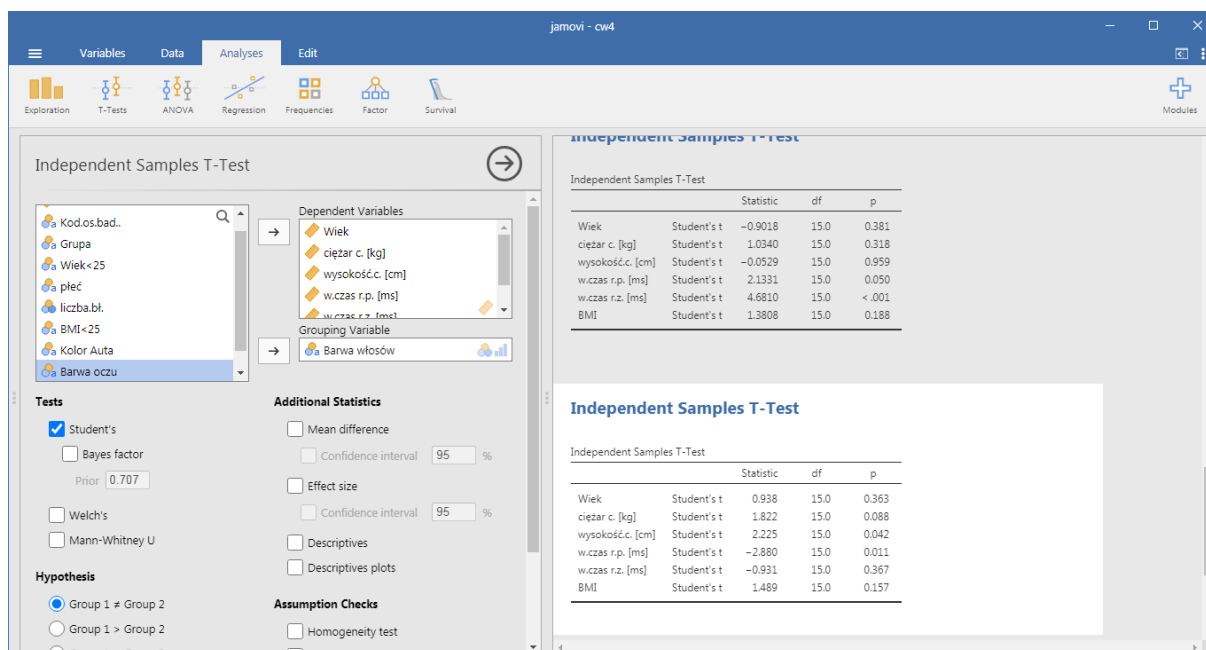 jamovi - cw4
Variables Data Analyses Edit
Exploration T-Tests ANOVA Regression Frequencies Factor Survival Modules
Independent Samples T-Test
Kod.os.bad..
Grupa
Wiek<25
płeć
liczba.bł.
BMI<25
Kolor Auta
Barwa oczu
Dependent Variables
Wiek
ciężar c. [kg]
wysokość.c. [cm]
w.czas r.p. [ms]
w.czas r.z. [ms]
Grouping Variable
Barwa włosów
Tests
Student's
Bayes factor
Prior 0.707
Welch's
Mann-Whitney U
Hypothesis
Group 1 ≠ Group 2
Group 1 > Group 2
Additional Statistics
Mean difference
Confidence interval 95 %
Effect size
Confidence interval 95 %
Descriptives
Descriptives plots
Assumption Checks
Homogeneity test
Independent Samples T-Test
Independent Samples T-Test
Statistic df p
Wiek Student's t −0.9018 15.0 0.381
ciężar c. [kg] Student's t 1.0340 15.0 0.318
wysokość.c. [cm] Student's t −0.0529 15.0 0.959
w.czas r.p. [ms] Student's t 2.1331 15.0 0.050
w.czas r.z. [ms] Student's t 4.6810 15.0 < .001
BMI Student's t 1.3808 15.0 0.188
Independent Samples T-Test
Independent Samples T-Test
Statistic df p
Wiek Student's t 0.938 15.0 0.363
ciężar c. [kg] Student's t 1.822 15.0 0.088
wysokość.c. [cm] Student's t 2.225 15.0 0.042
w.czas r.p. [ms] Student's t −2.880 15.0 0.011
w.czas r.z. [ms] Student's t −0.931 15.0 0.367
BMI Student's t 1.489 15.0 0.157